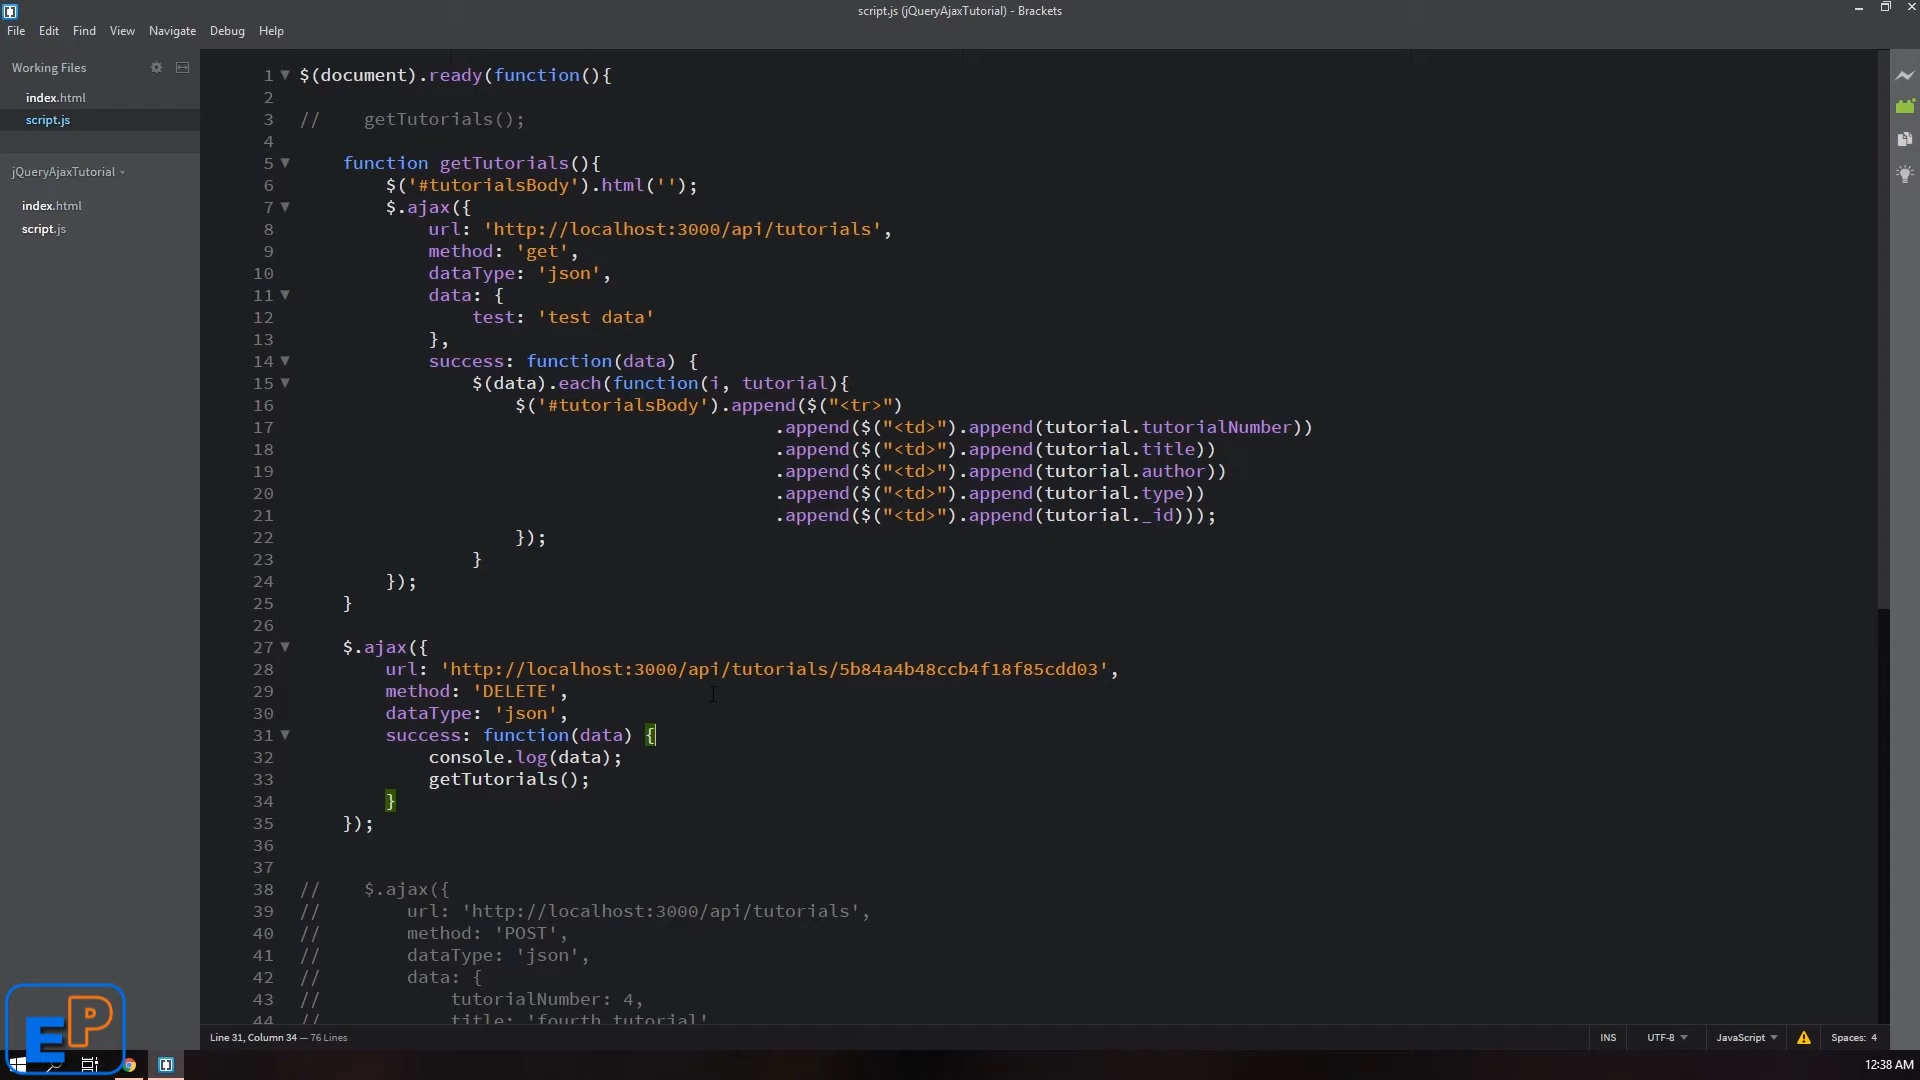 script.js (jQueryAjaxTutorial) - Brackets
File Edit Find View Navigate Debug Help
Working Files
index.html
script.js
jQueryAjaxTutorial
index.html
script.js
1 $(document).ready(function(){
2
3 //    getTutorials();
4
5     function getTutorials(){
6         $('#tutorialsBody').html('');
7         $.ajax({
8             url: 'http://localhost:3000/api/tutorials',
9             method: 'get',
10             dataType: 'json',
11             data: {
12                 test: 'test data'
13             },
14             success: function(data) {
15                 $(data).each(function(i, tutorial){
16                     $('#tutorialsBody').append($("<tr>")
17                                             .append($("<td>").append(tutorial.tutorialNumber))
18                                             .append($("<td>").append(tutorial.title))
19                                             .append($("<td>").append(tutorial.author))
20                                             .append($("<td>").append(tutorial.type))
21                                             .append($("<td>").append(tutorial._id)));
22                     });
23                 }
24         });
25     }
26
27     $.ajax({
28         url: 'http://localhost:3000/api/tutorials/5b84a4b48ccb4f18f85cdd03',
29         method: 'DELETE',
30         dataType: 'json',
31         success: function(data) {
32             console.log(data);
33             getTutorials();
34         }
35     });
36
37
38 //    $.ajax({
39 //        url: 'http://localhost:3000/api/tutorials',
40 //        method: 'POST',
41 //        dataType: 'json',
42 //        data: {
43 //            tutorialNumber: 4,
44 //            title: 'fourth tutorial'
Line 31, Column 34 — 76 Lines
INS UTF-8 JavaScript Spaces: 4
EP
12:38 AM